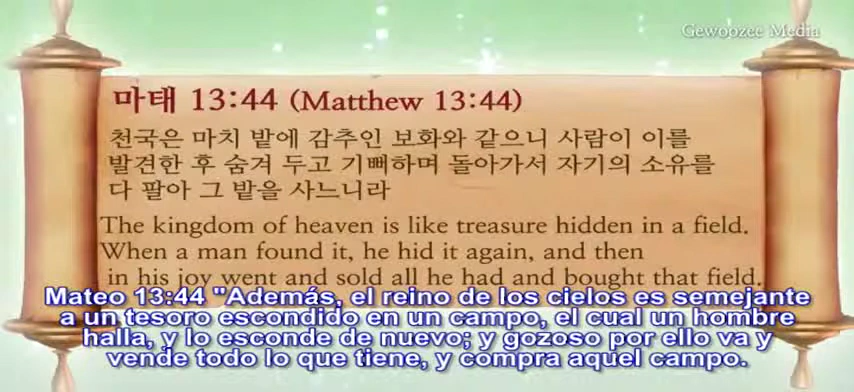 Gewoozee Media
마태 13:44 (Matthew 13:44)
천국은 마치 밭에 감추인 보화와 같으니 사람이 이를
발견한 후 숨겨 두고 기뻐하며 돌아가서 자기의 소유를
다 팔아 그 밭을 사느니라
The kingdom of heaven is like treasure hidden in a field.
When a man found it, he hid it again, and then
in his joy went and sold all he had and bought that field.
Mateo 13:44 "Además, el reino de los cielos es semejante
a un tesoro escondido en un campo, el cual un hombre
halla, y lo esconde de nuevo; y gozoso por ello va y
vende todo lo que tiene, y compra aquel campo.